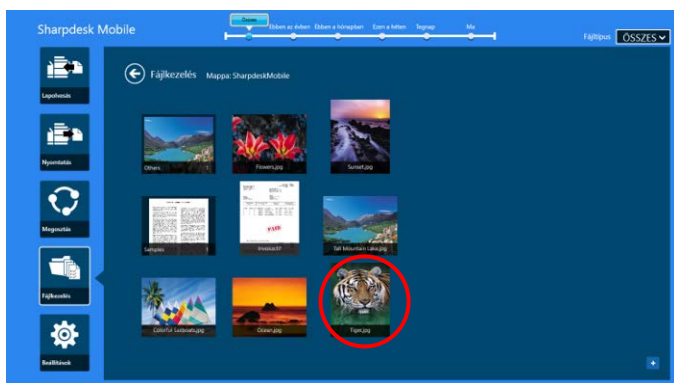 Sharpdesk Mobile
Összes
Ebben az évben
Ebben a hónapban
Ezen a héten
Tegnap
Ma
Fájltípus
ÖSSZES
Lapolvasás
Nyomtatás
Megosztás
Fájlkezelés
Beállítások
Fájlkezelés
Mappa: SharpdeskMobile
Others
Flowers.jpg
Sunset.jpg
Samples
PAID
Tall Mountain Lake.jpg
Colorful Sailboats.jpg
Ocean.jpg
Tiger.jpg